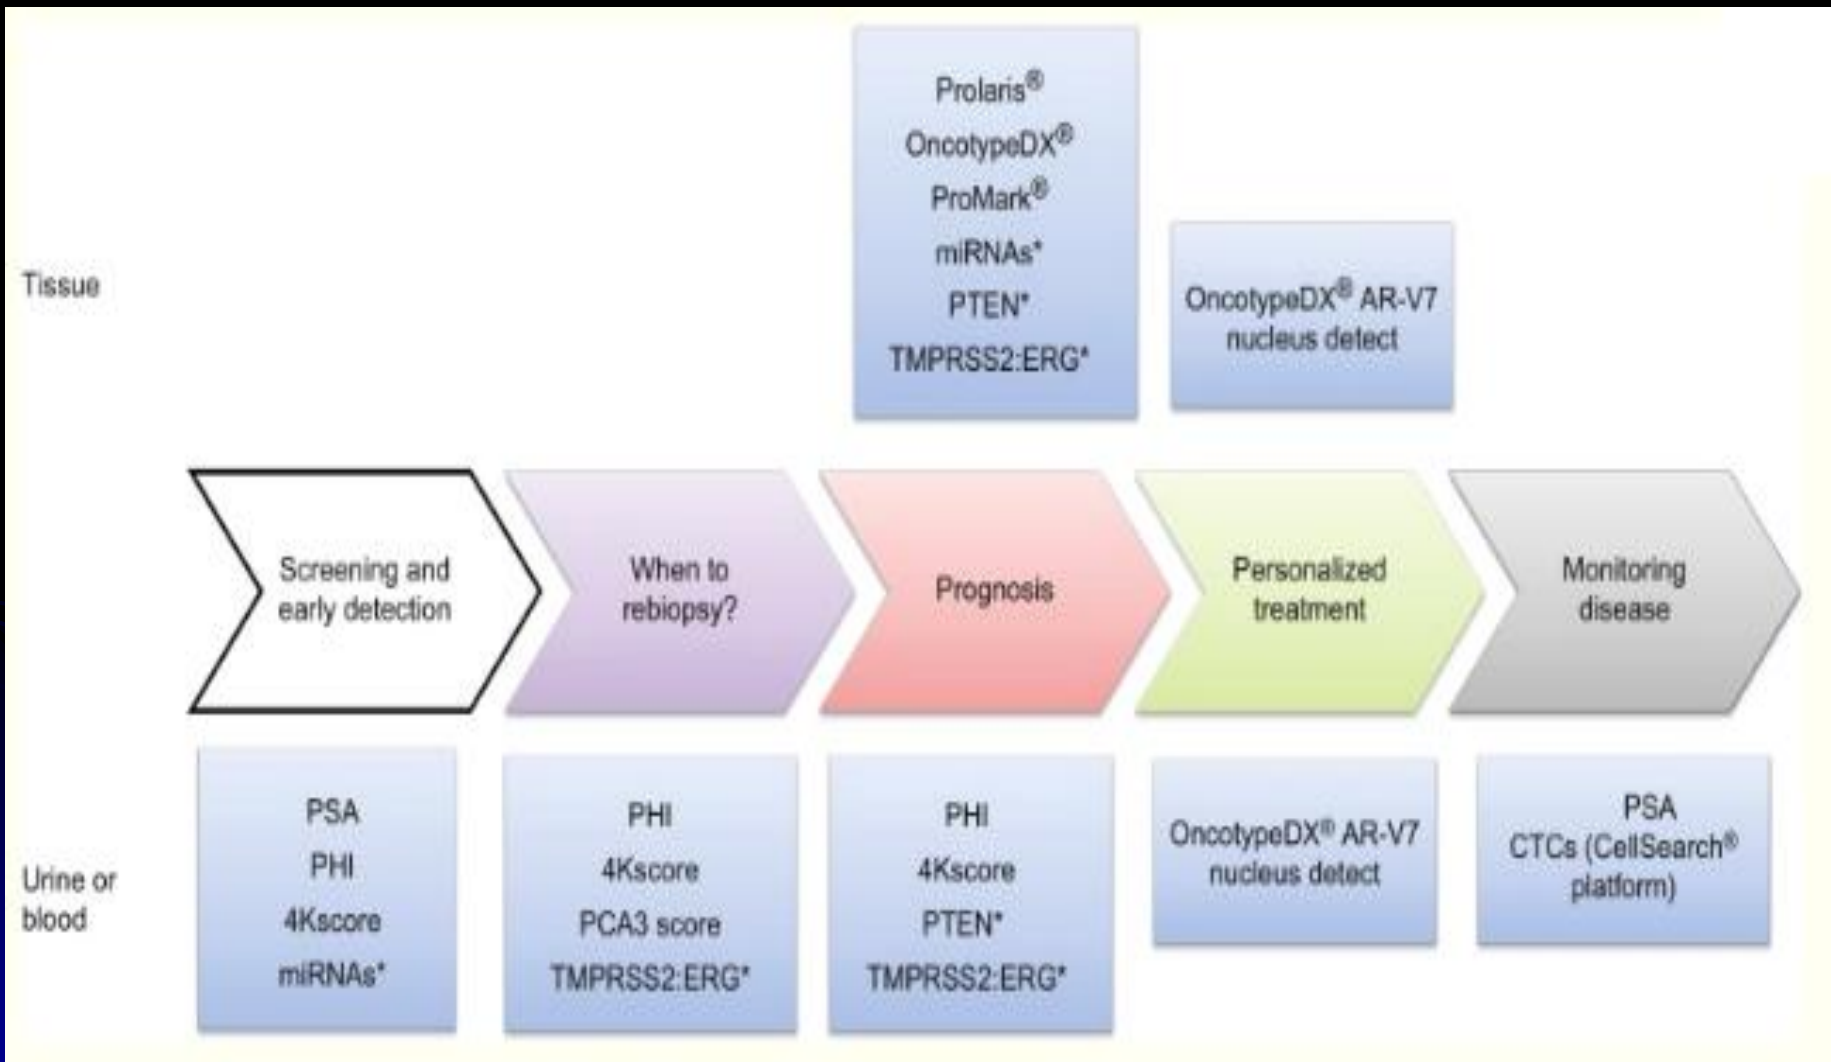 Prolaris®
OncotypeDX®
ProMark®
miRNAs*
PTEN*
TMPRSS2:ERG*
Tissue
OncotypeDX® AR-V7
nucleus detect
Screening and
early detection
When to
rebiopsy?
Prognosis
Personalized
treatment
Monitoring
disease
Urine or
blood
PSA
PHI
4Kscore
miRNAs*
PHI
4Kscore
PCA3 score
TMPRSS2:ERG*
PHI
4Kscore
PTEN*
TMPRSS2:ERG*
OncotypeDX® AR-V7
nucleus detect
PSA
CTCs (CellSearch®
platform)